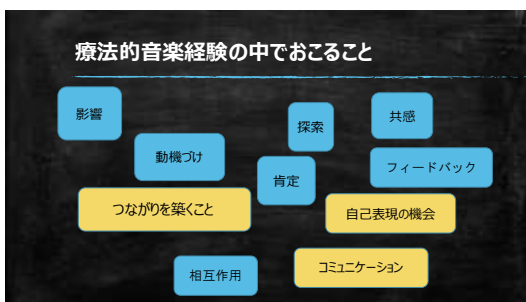 療法的音楽経験の中でおこること
影響
探索
共感
動機づけ
肯定
フィードバック
つながりを築くこと
自己表現の機会
相互作用
コミュニケーション